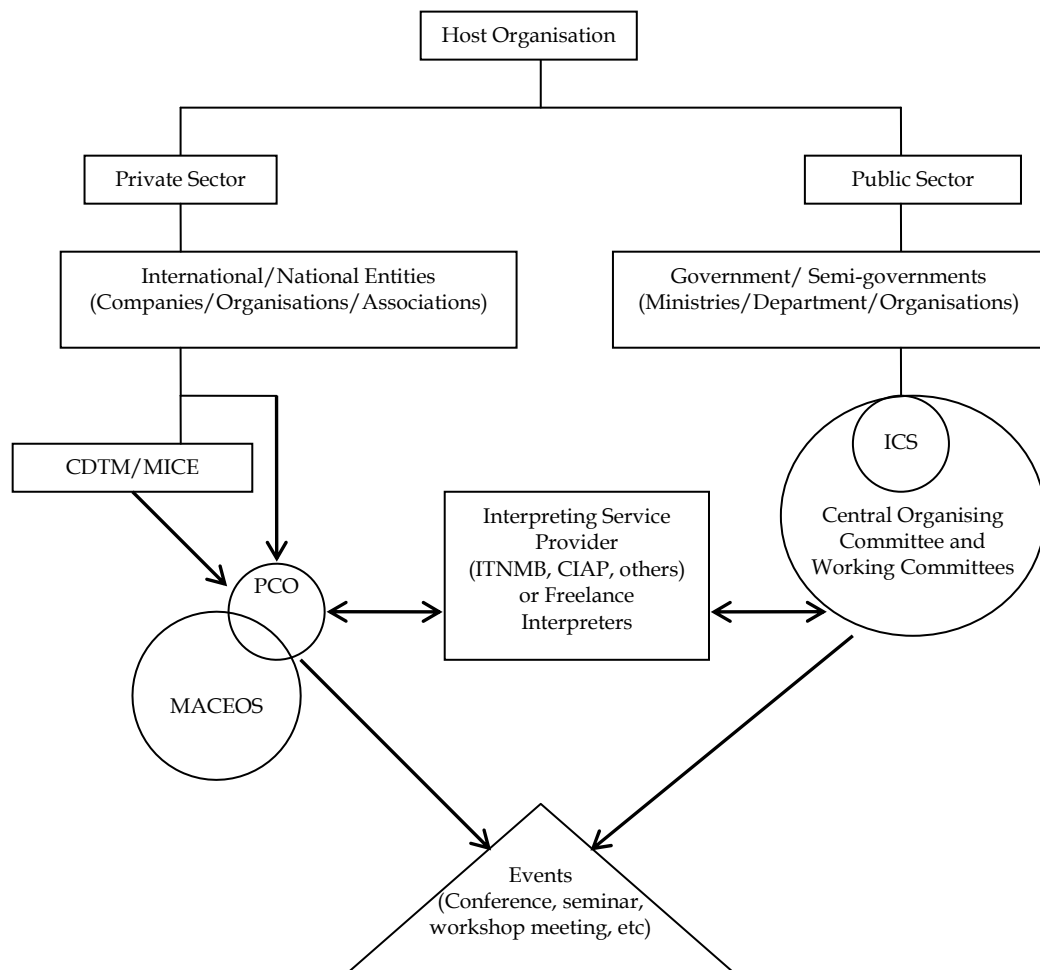 Host Organisation
Private Sector
Public Sector
International/National Entities
(Companies/Organisations/Associations)
Government/ Semi-governments
(Ministries/Department/Organisations)
CDTM/MICE
ICS
Central Organising
Committee and
Working Committees
Interpreting Service
Provider
(ITNMB, CIAP, others)
or Freelance
Interpreters
PCO
MACEOS
Events
(Conference, seminar,
workshop meeting, etc)